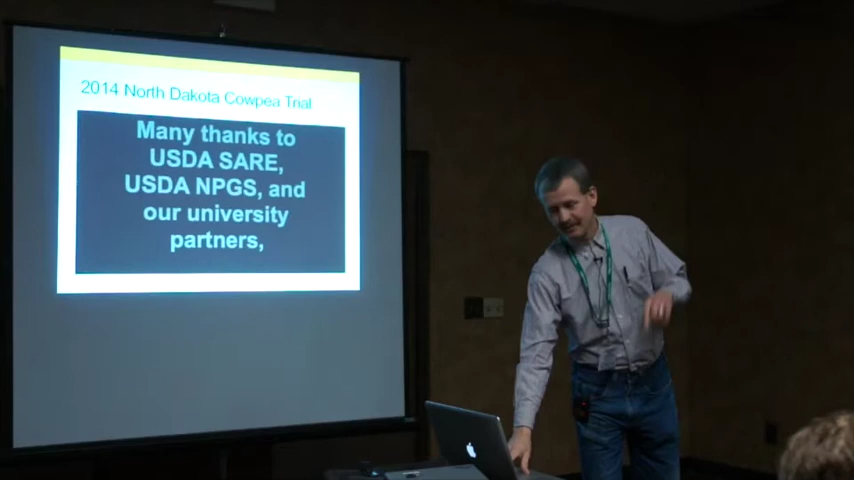 2014 North Dakota Cowpea Trial
Many thanks to
USDA SARE,
USDA NPGS, and
our university
partners,